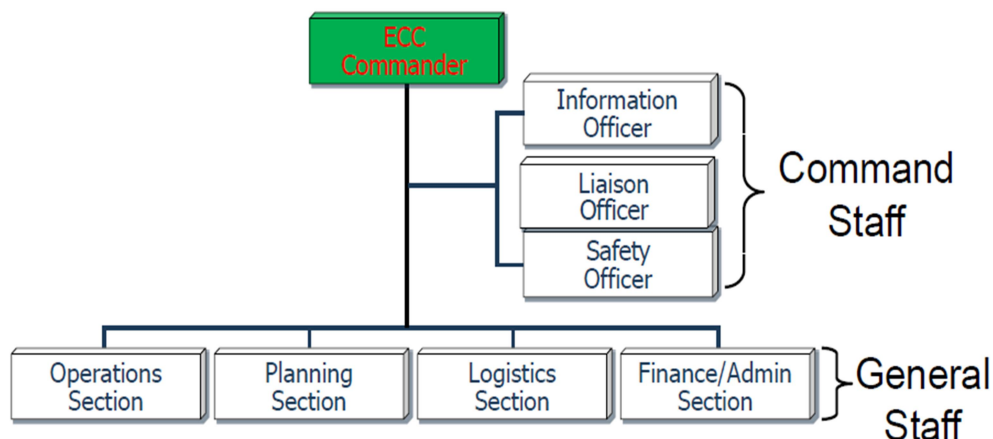 ECC
Commander
Information
Officer
Liaison
Officer
Safety
Officer
Command
Staff
Operations
Section
Planning
Section
Logistics
Section
Finance/Admin
Section
General
Staff